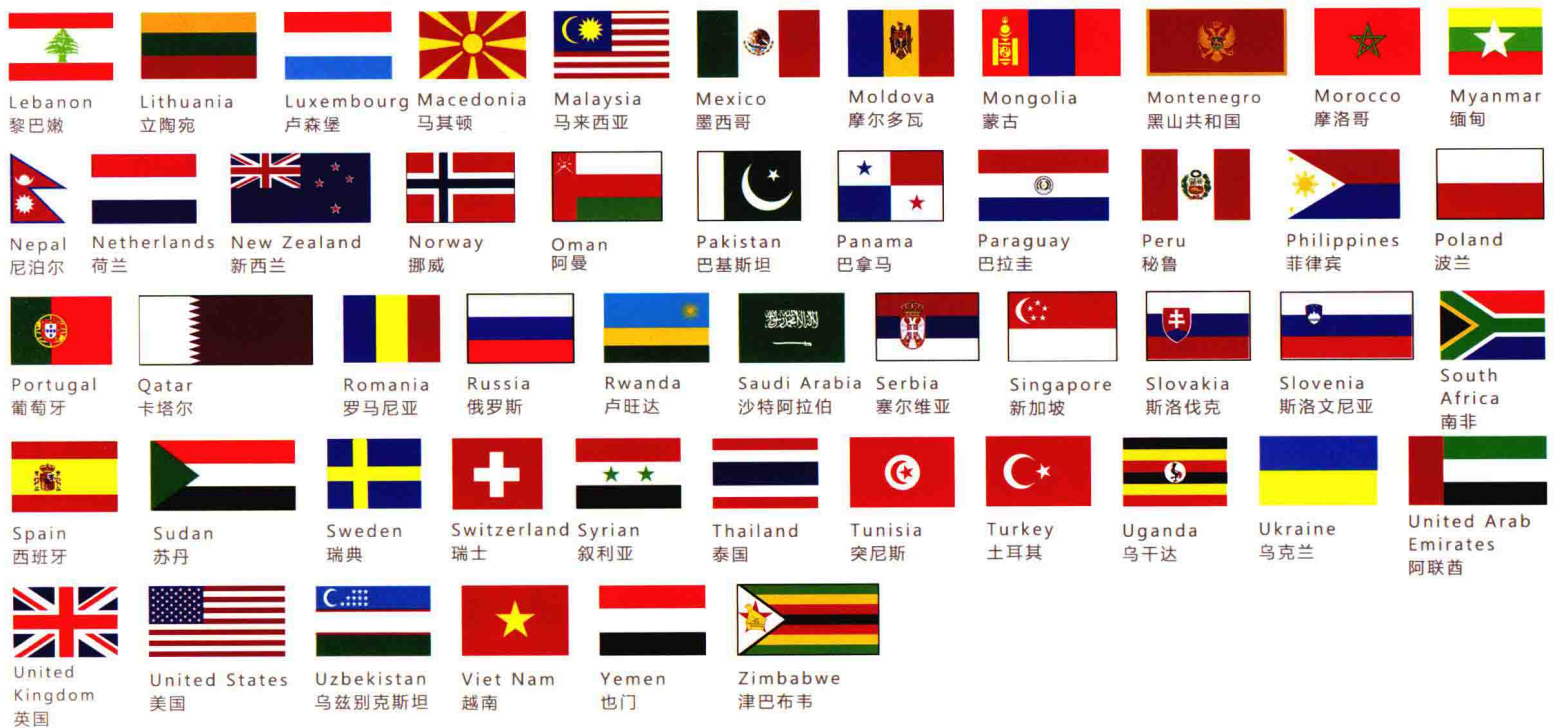 Lebanon
黎巴嫩
Lithuania
立陶宛
Luxembourg
卢森堡
Macedonia
马其顿
Malaysia
马来西亚
Mexico
墨西哥
Moldova
摩尔多瓦
Mongolia
蒙古
Montenegro
黑山共和国
Morocco
摩洛哥
Myanmar
缅甸
Nepal
尼泊尔
Netherlands
荷兰
New Zealand
新西兰
Norway
挪威
Oman
阿曼
Pakistan
巴基斯坦
Panama
巴拿马
Paraguay
巴拉圭
Peru
秘鲁
Philippines
菲律宾
Poland
波兰
Portugal
葡萄牙
Qatar
卡塔尔
Romania
罗马尼亚
Russia
俄罗斯
Rwanda
卢旺达
Saudi Arabia
沙特阿拉伯
Serbia
塞尔维亚
Singapore
新加坡
Slovakia
斯洛伐克
Slovenia
斯洛文尼亚
South
Africa
南非
Spain
西班牙
Sudan
苏丹
Sweden
瑞典
Switzerland
瑞士
Syrian
叙利亚
Thailand
泰国
Tunisia
突尼斯
Turkey
土耳其
Uganda
乌干达
Ukraine
乌克兰
United Arab
Emirates
阿联酋
United
Kingdom
英国
United States
美国
Uzbekistan
乌兹别克斯坦
Viet Nam
越南
Yemen
也门
Zimbabwe
津巴布韦